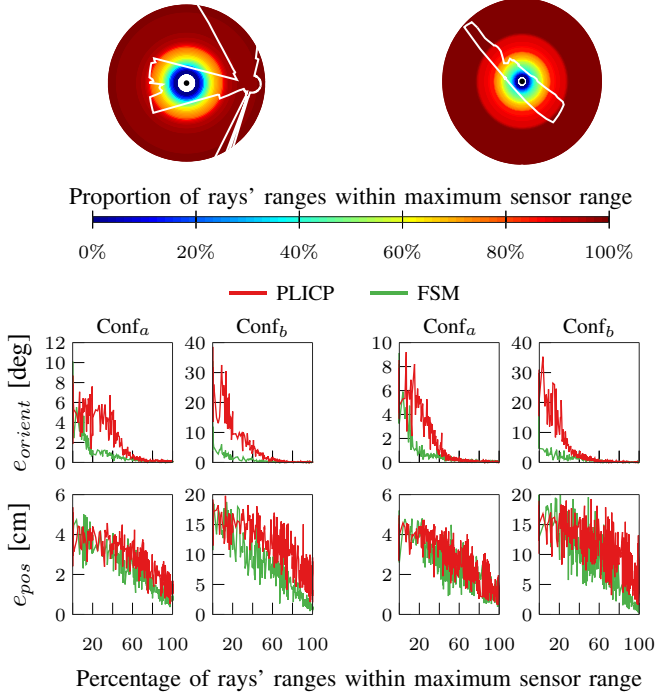 Proportion of rays' ranges within maximum sensor range
0% 20% 40% 60% 80% 100%
PLICP FSM
Conf_a Conf_b Conf_a Conf_b
e_orient [deg]
12 10 8 6 4 2 0
40 30 20 10 0
10 8 6 4 2 0
40 30 20 10 0
e_pos [cm]
6 4 2 0
20 15 10 5 0
6 4 2 0
20 15 10 5 0
20 60 100 20 60 100 20 60 100 20 60 100
Percentage of rays' ranges within maximum sensor range